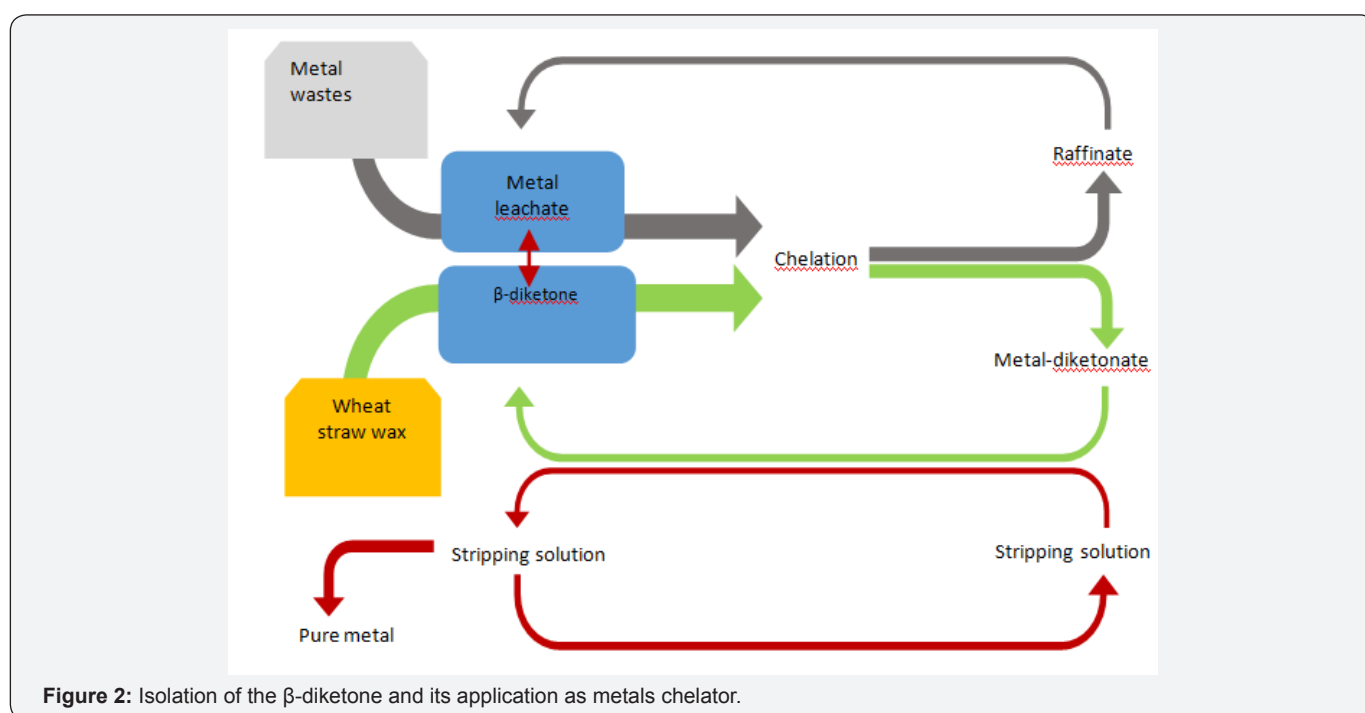 Metal
wastes
Raffinate
Metal
leachate
Chelation
β-diketone
Metal-diketonate
Wheat
straw wax
Stripping solution
Stripping solution
Pure metal
Figure 2: Isolation of the β-diketone and its application as metals chelator.